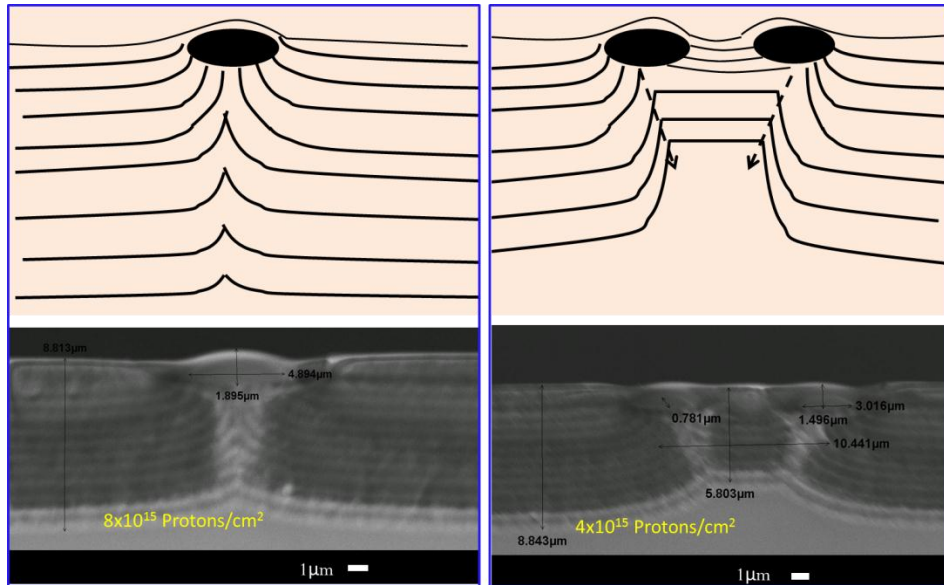 8.813µm
4.894µm
1.895µm
8x10¹⁵ Protons/cm²
1µm
0.781µm
3.016µm
1.496µm
10.441µm
5.803µm
4x10¹⁵ Protons/cm²
8.843µm
1µm